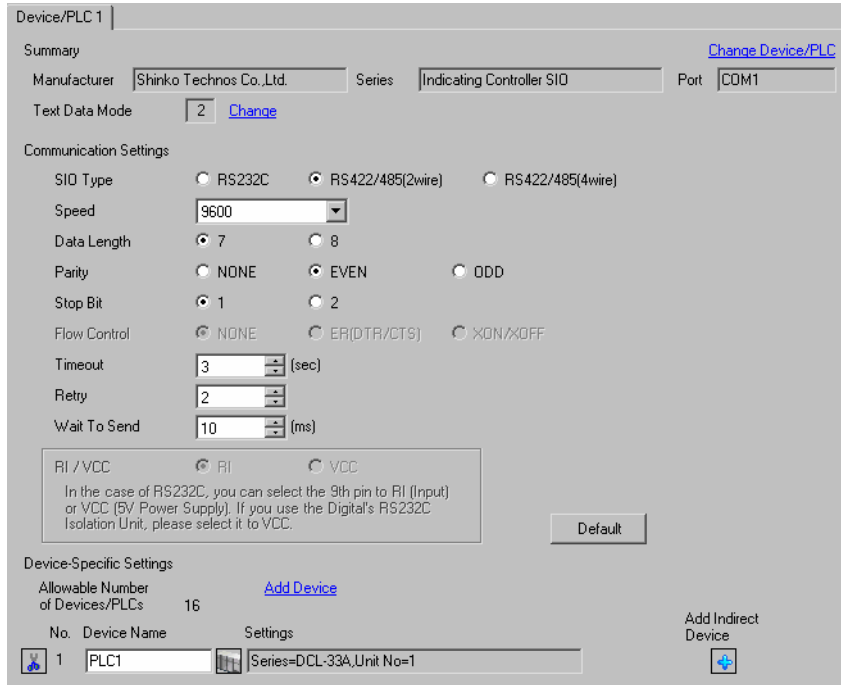 Device/PLC 1
Summary
Change Device/PLC
Manufacturer Shinko Technos Co.,Ltd. Series Indicating Controller SIO Port COM1
Text Data Mode 2 Change
Communication Settings
SIO Type RS232C RS422/485(2wire) RS422/485(4wire)
Speed 9600
Data Length 7 8
Parity NONE EVEN ODD
Stop Bit 1 2
Flow Control NONE ER(DTR/CTS) XON/XOFF
Timeout 3 (sec)
Retry 2
Wait To Send 10 (ms)
RI / VCC RI VCC
In the case of RS232C, you can select the 9th pin to RI (Input)
or VCC (5V Power Supply). If you use the Digital's RS232C
Isolation Unit, please select it to VCC.
Default
Device-Specific Settings
Allowable Number
of Devices/PLCs 16
Add Device
No. Device Name Settings
Add Indirect
Device
1 PLC1 Series=DCL-33A,Unit No=1